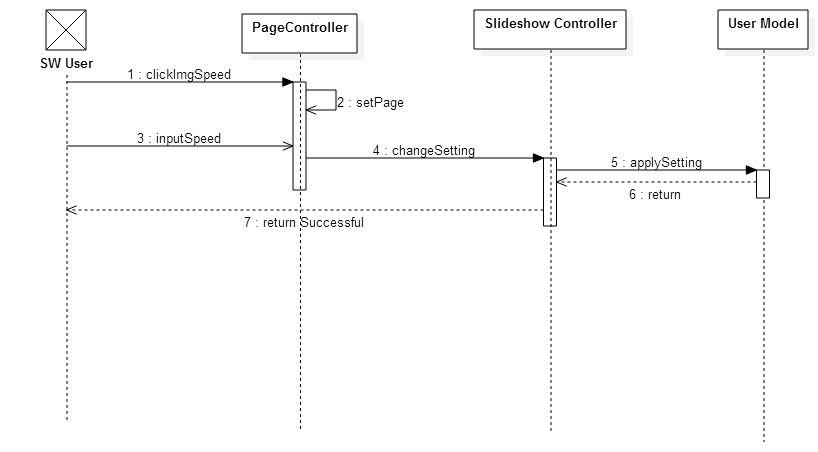 PageController
Slideshow Controller
User Model
SW User
1 : clickImgSpeed
2 : setPage
3 : inputSpeed
4 : changeSetting
5 : applySetting
6 : return
7 : return Successful